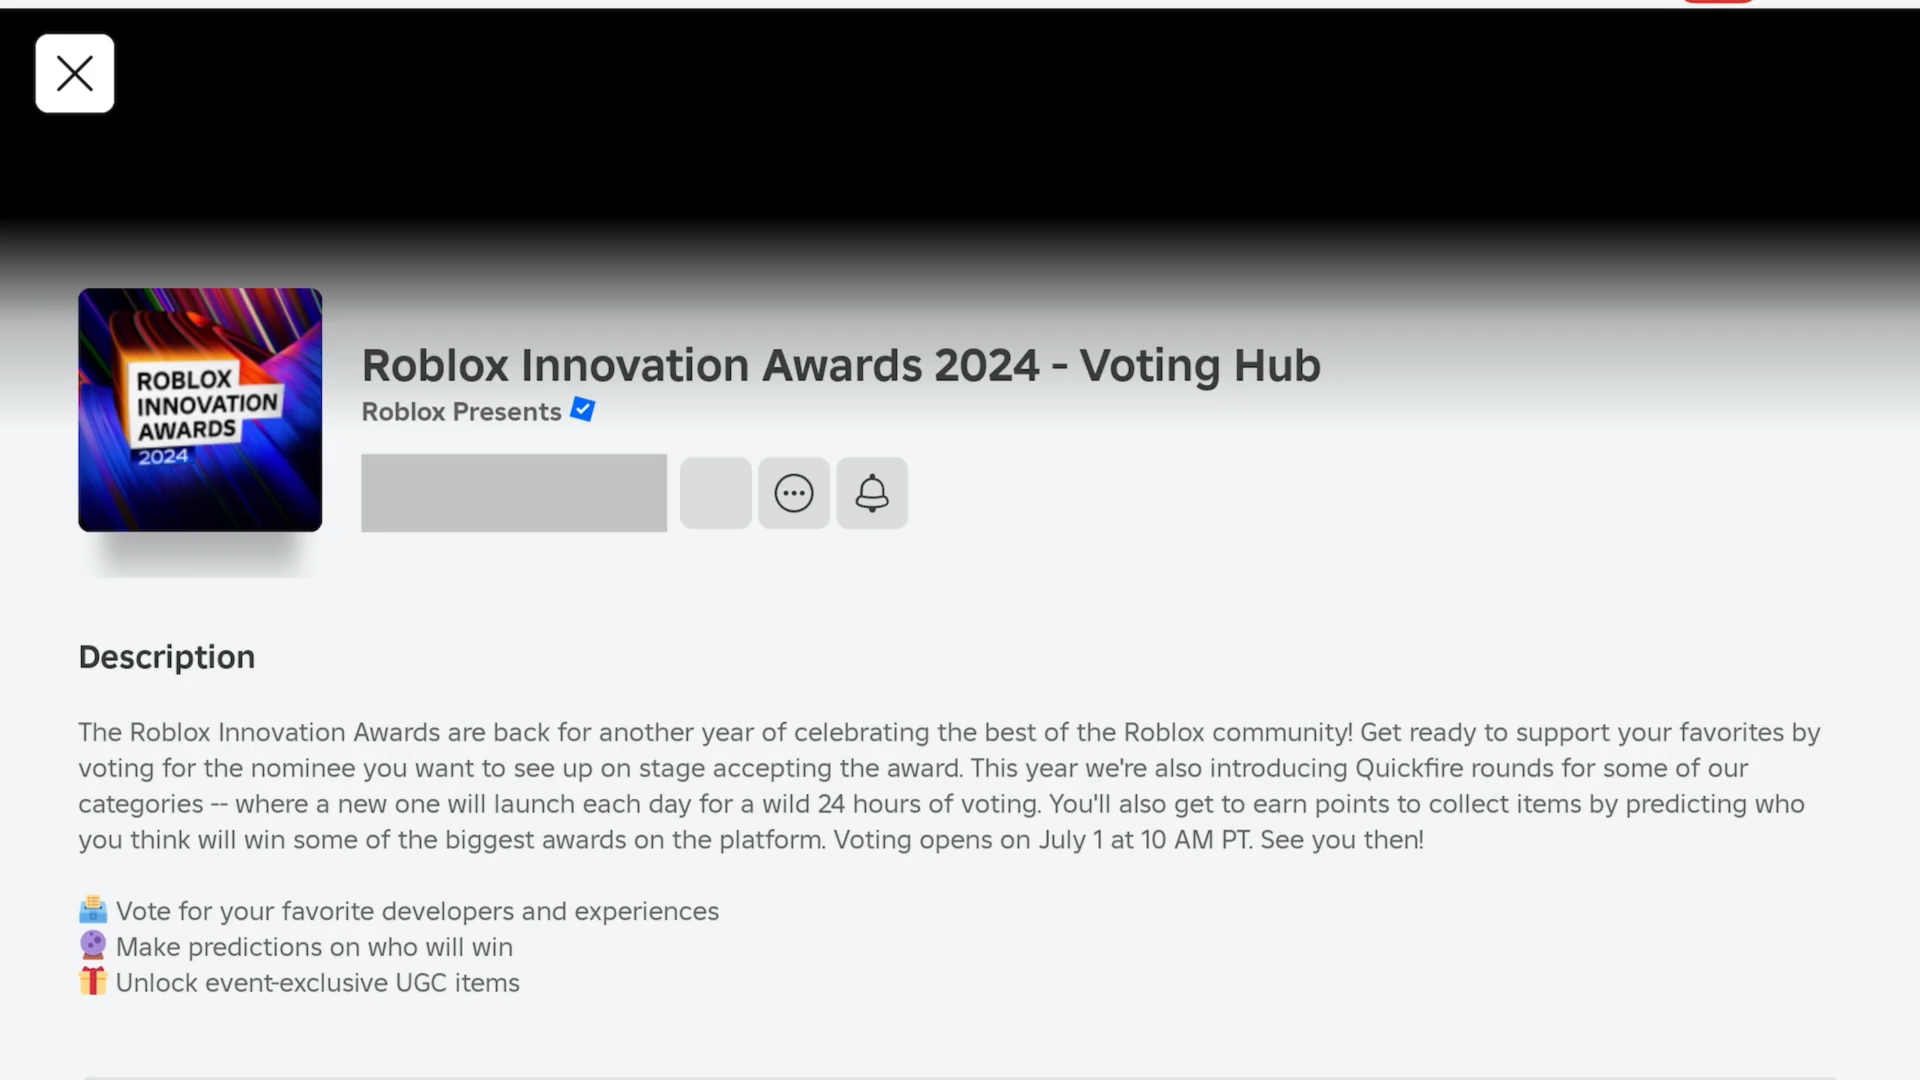 ROBLOX
INNOVATION
AWARDS
2024
Roblox Innovation Awards 2024 - Voting Hub
Roblox Presents
Description
The Roblox Innovation Awards are back for another year of celebrating the best of the Roblox community! Get ready to support your favorites by
voting for the nominee you want to see up on stage accepting the award. This year we're also introducing Quickfire rounds for some of our
categories -- where a new one will launch each day for a wild 24 hours of voting. You'll also get to earn points to collect items by predicting who
you think will win some of the biggest awards on the platform. Voting opens on July 1 at 10 AM PT. See you then!
Vote for your favorite developers and experiences
Make predictions on who will win
Unlock event-exclusive UGC items